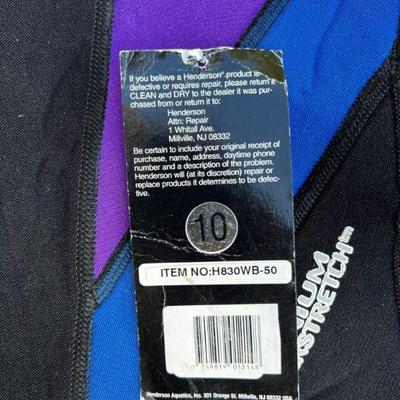 If you believe a Henderson product is
defective or requires repair, please return it
CLEAN and DRY to the dealer it was pur-
chased from or return it to:
Henderson
Attn: Repair
1 Whitall Ave.
Millville, NJ 08332
Be certain to include your original receipt of
purchase, name, address, daytime phone
number and a description of the problem.
Henderson will (at its discretion) repair or
replace products it determines to be defec-
tive.
10
ITEM NO:H830WB-50
0 749819 012148
Henderson Aquatics, Inc. 301 Orange St. Millville, NJ 08332 USA
STRETCH